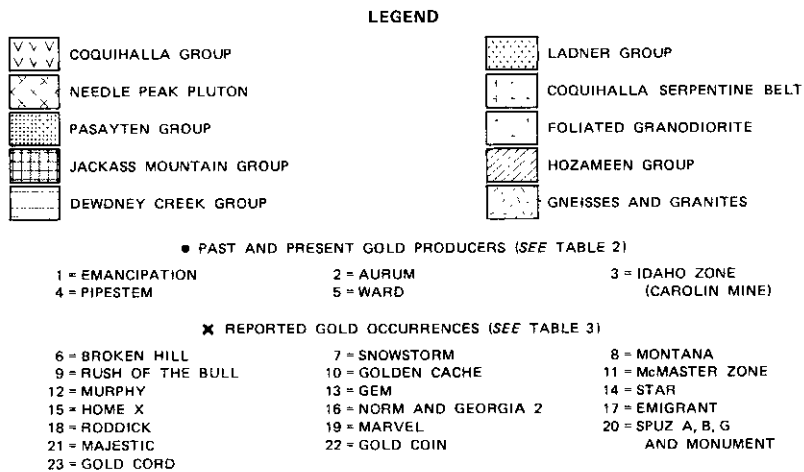 LEGEND
COQUIHALLA GROUP
NEEDLE PEAK PLUTON
PASAYTEN GROUP
JACKASS MOUNTAIN GROUP
DEWDNEY CREEK GROUP
LADNER GROUP
COQUIHALLA SERPENTINE BELT
FOLIATED GRANODIORITE
HOZAMEEN GROUP
GNEISSES AND GRANITES
● PAST AND PRESENT GOLD PRODUCERS (SEE TABLE 2)
1 = EMANCIPATION 2 = AURUM 3 = IDAHO ZONE
4 = PIPESTEM 5 = WARD (CAROLIN MINE)
✗ REPORTED GOLD OCCURRENCES (SEE TABLE 3)
6 = BROKEN HILL 7 = SNOWSTORM 8 = MONTANA
9 = RUSH OF THE BULL 10 = GOLDEN CACHE 11 = McMASTER ZONE
12 = MURPHY 13 = GEM 14 = STAR
15 = HOME X 16 = NORM AND GEORGIA 2 17 = EMIGRANT
18 = RODDICK 19 = MARVEL 20 = SPUZ A, B, G
21 = MAJESTIC 22 = GOLD COIN AND MONUMENT
23 = GOLD CORD